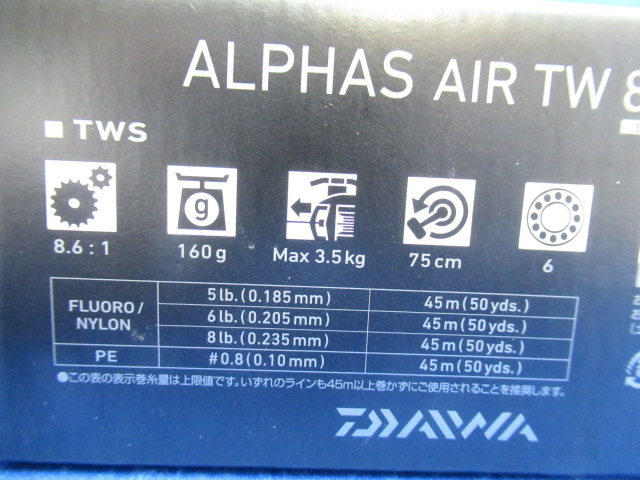 ALPHAS AIR TW 8
TWS
g
8.6 : 1
160g
Max 3.5kg
75cm
6
FLUORO/
NYLON
5lb.(0.185mm) 45m(50yds.)
6lb.(0.205mm) 45m(50yds.)
8lb.(0.235mm) 45m(50yds.)
PE #0.8(0.10mm) 45m(50yds.)
●この表の表示巻糸量は上限値です。いずれのラインも45m以上巻かずにご使用されることを推奨します。
DAIWA